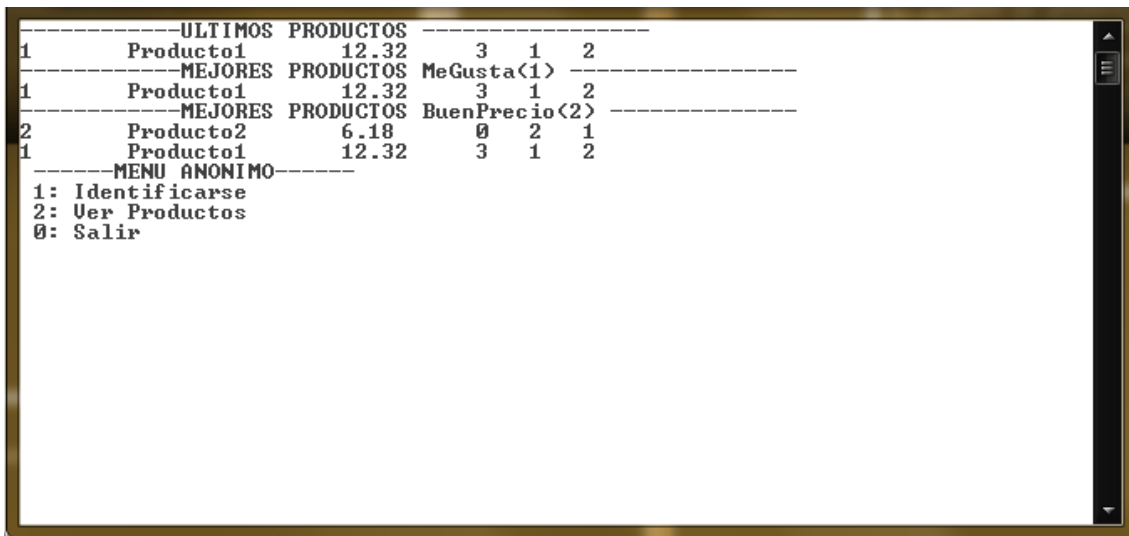 ------------ULTIMOS PRODUCTOS -----------------
1 Producto1 12.32 3 1 2
------------MEJORES PRODUCTOS MeGusta(1) -----------------
1 Producto1 12.32 3 1 2
------------MEJORES PRODUCTOS BuenPrecio(2) --------------
2 Producto2 6.18 0 2 1
1 Producto1 12.32 3 1 2
------MENU ANONIMO------
1: Identificarse
2: Ver Productos
0: Salir